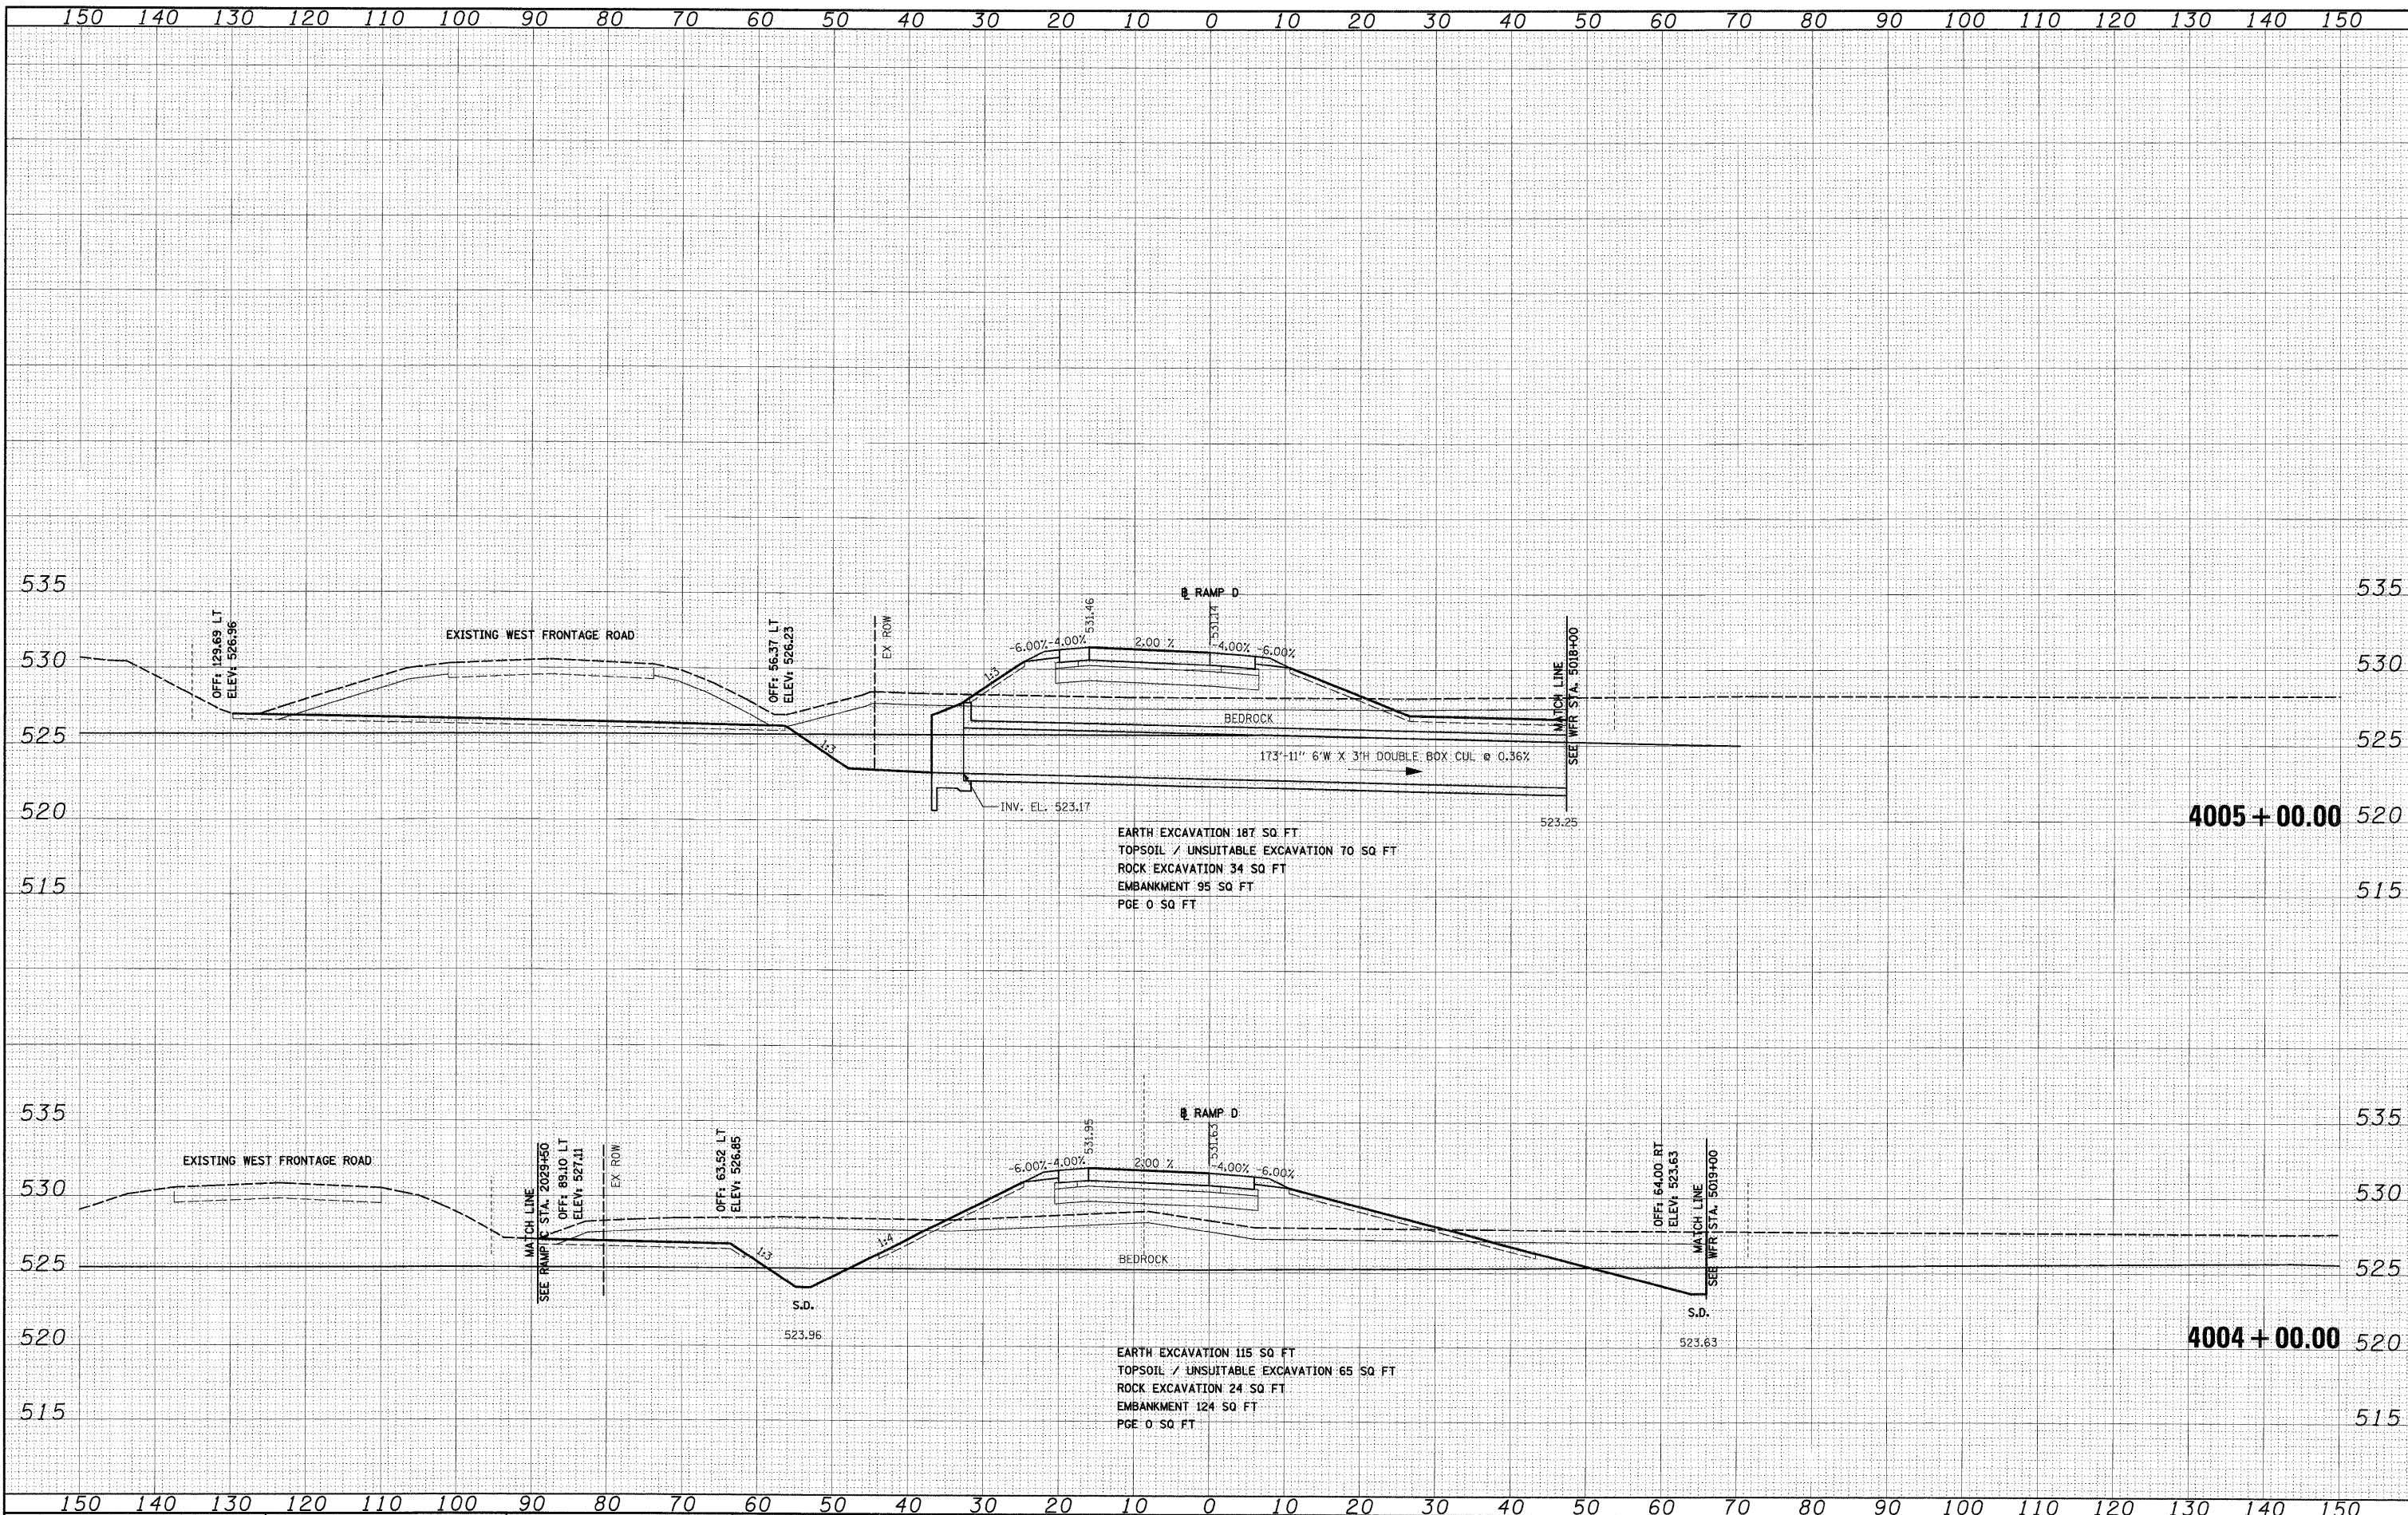 150 140 130 120 110 100 90 80 70 60 50 40 30 20 10 0 10 20 30 40 50 60 70 80 90 100 110 120 130 140 150
535
530
525
520
515
OFF: 129.69 LT
ELEV: 526.96
EXISTING WEST FRONTAGE ROAD
OFF: 56.37 LT
ELEV: 526.23
1:3
EX ROW
1:3
-6.00%
-4.00%
531.46
2.00 %
℄ RAMP D
531.14
-4.00%
-6.00%
BEDROCK
173'-11" 6'W X 3'H DOUBLE BOX CUL @ 0.36%
INV. EL. 523.17
MATCH LINE
SEE WFR STA. 5018+00
523.25
535
530
525
520
515
4005+00.00
EARTH EXCAVATION 187 SQ FT
TOPSOIL / UNSUITABLE EXCAVATION 70 SQ FT
ROCK EXCAVATION 34 SQ FT
EMBANKMENT 95 SQ FT
PGE 0 SQ FT
535
530
525
520
515
EXISTING WEST FRONTAGE ROAD
MATCH LINE
SEE RAMP C STA. 2029+50
OFF: 89.10 LT
ELEV: 527.11
EX ROW
OFF: 63.52 LT
ELEV: 526.85
1:3
S.D.
523.96
1:4
-6.00%
-4.00%
531.95
2.00 %
℄ RAMP D
531.63
-4.00%
-6.00%
BEDROCK
OFF: 64.00 RT
ELEV: 523.63
MATCH LINE
SEE WFR STA. 5019+00
S.D.
523.63
535
530
525
520
515
4004+00.00
EARTH EXCAVATION 115 SQ FT
TOPSOIL / UNSUITABLE EXCAVATION 65 SQ FT
ROCK EXCAVATION 24 SQ FT
EMBANKMENT 124 SQ FT
PGE 0 SQ FT
150 140 130 120 110 100 90 80 70 60 50 40 30 20 10 0 10 20 30 40 50 60 70 80 90 100 110 120 130 140 150